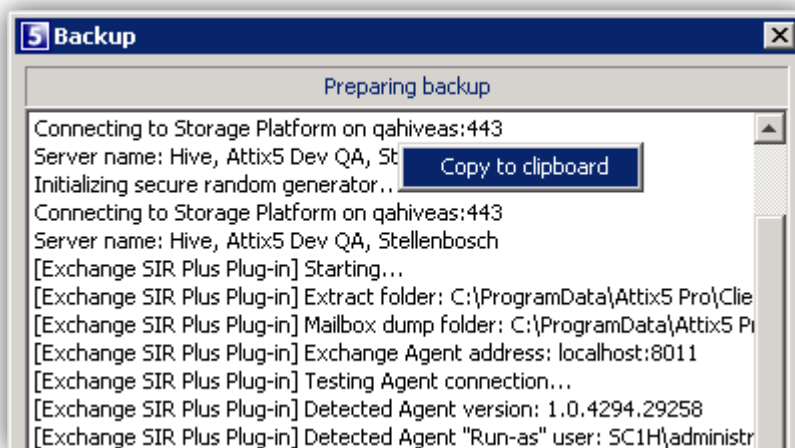 5 Backup
Preparing backup
Connecting to Storage Platform on qahiveas:443
Server name: Hive, Attix5 Dev QA, St
Copy to clipboard
Initializing secure random generator..
Connecting to Storage Platform on qahiveas:443
Server name: Hive, Attix5 Dev QA, Stellenbosch
[Exchange SIR Plus Plug-in] Starting...
[Exchange SIR Plus Plug-in] Extract folder: C:\ProgramData\Attix5 Pro\Clie
[Exchange SIR Plus Plug-in] Mailbox dump folder: C:\ProgramData\Attix5 P
[Exchange SIR Plus Plug-in] Exchange Agent address: localhost:8011
[Exchange SIR Plus Plug-in] Testing Agent connection...
[Exchange SIR Plus Plug-in] Detected Agent version: 1.0.4294.29258
[Exchange SIR Plus Plug-in] Detected Agent "Run-as" user: SC1H\administr